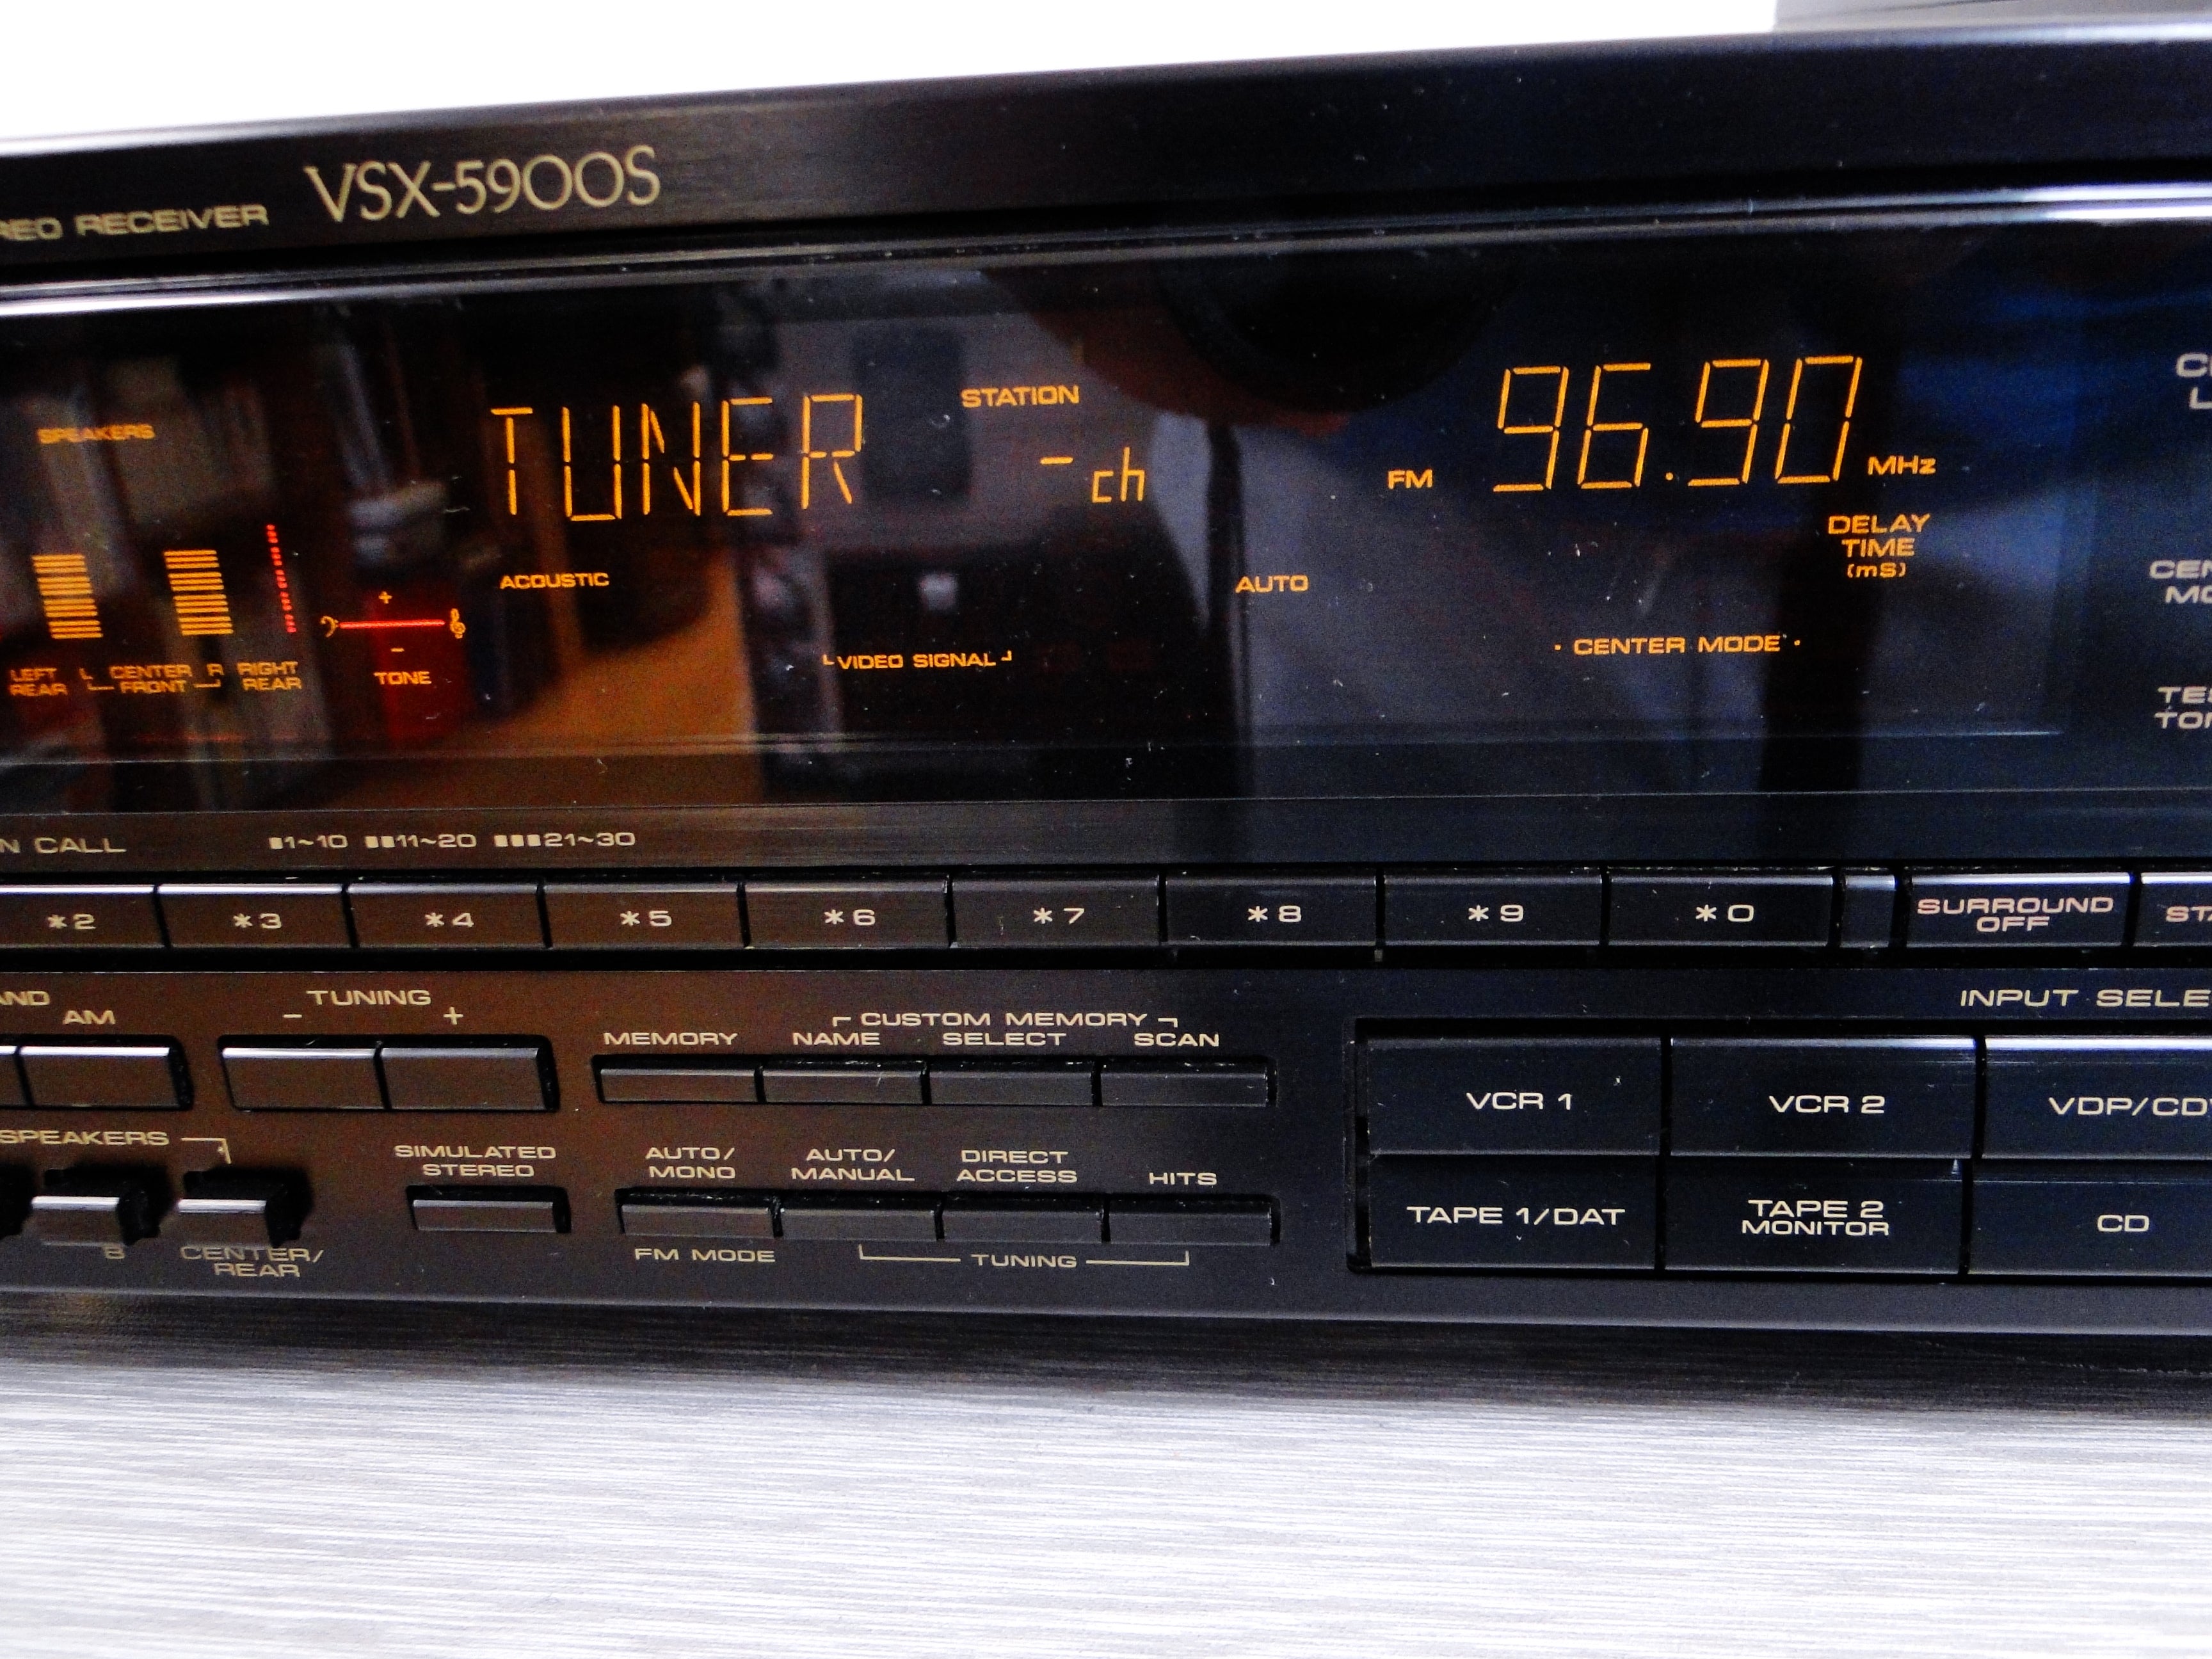 RECEIVER VSX-5900S
SPEAKERS
TUNER
STATION
-ch
FM 96.90 MHz
DELAY
TIME
(mS)
ACOUSTIC
AUTO
CENTER MODE
VIDEO SIGNAL
+
-
TONE
LEFT
REAR
L CENTER R
FRONT
RIGHT
REAR
CALL
1~10 11~20 21~30
*2 *3 *4 *5 *6 *7 *8 *9 *0
SURROUND
OFF
AM
TUNING
- +
CUSTOM MEMORY
MEMORY NAME SELECT SCAN
INPUT
VCR 1 VCR 2
SPEAKERS
SIMULATED
STEREO
AUTO/
MONO
AUTO/
MANUAL
DIRECT
ACCESS
HITS
TAPE 1/DAT
TAPE 2
MONITOR
CD
B
CENTER/
REAR
FM MODE
TUNING